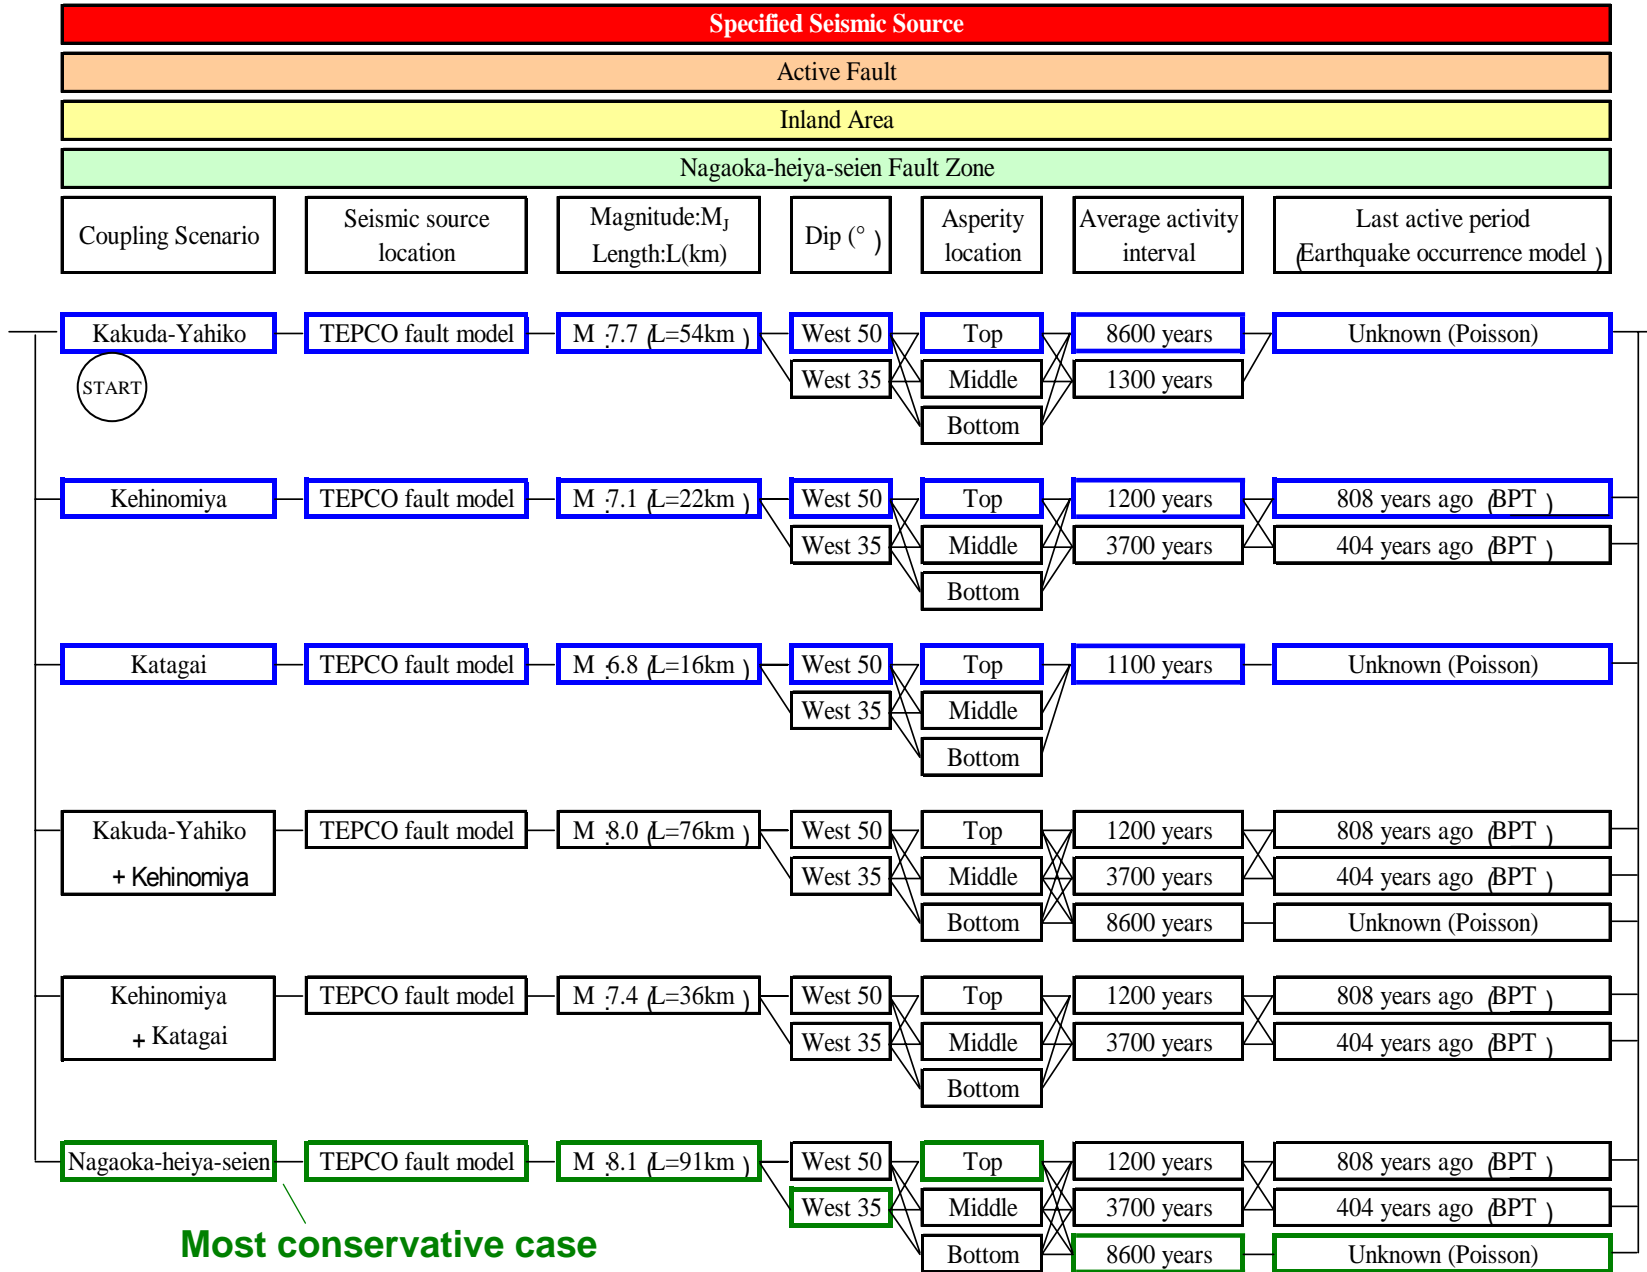 Specified Seismic Source
Active Fault
Inland Area
Nagaoka-heiya-seien Fault Zone
Coupling Scenario
Seismic source
location
Magnitude:MJ
Length:L(km)
Dip (°)
Asperity
location
Average activity
interval
Last active period
(Earthquake occurrence model)
Kakuda-Yahiko
TEPCO fault model
M :7.7 (L=54km)
West 50
Top
8600 years
Unknown (Poisson)
START
West 35
Middle
1300 years
Bottom
Kehinomiya
TEPCO fault model
M :7.1 (L=22km)
West 50
Top
1200 years
808 years ago (BPT)
West 35
Middle
3700 years
404 years ago (BPT)
Bottom
Katagai
TEPCO fault model
M :6.8 (L=16km)
West 50
Top
1100 years
Unknown (Poisson)
West 35
Middle
Bottom
Kakuda-Yahiko
+ Kehinomiya
TEPCO fault model
M :8.0 (L=76km)
West 50
Top
1200 years
808 years ago (BPT)
West 35
Middle
3700 years
404 years ago (BPT)
Bottom
8600 years
Unknown (Poisson)
Kehinomiya
+ Katagai
TEPCO fault model
M :7.4 (L=36km)
West 50
Top
1200 years
808 years ago (BPT)
West 35
Middle
3700 years
404 years ago (BPT)
Bottom
Nagaoka-heiya-seien
TEPCO fault model
M :8.1 (L=91km)
West 50
Top
1200 years
808 years ago (BPT)
West 35
Middle
3700 years
404 years ago (BPT)
Most conservative case
Bottom
8600 years
Unknown (Poisson)